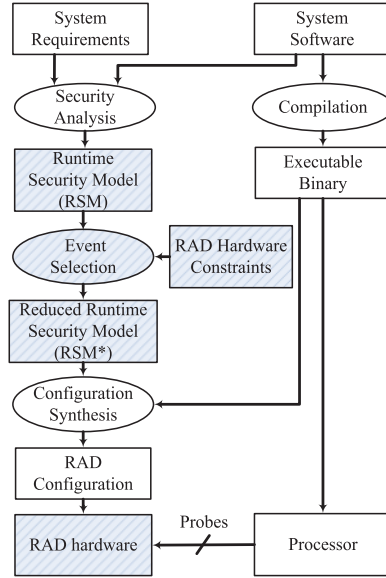 System
Requirements
System
Software
Security
Analysis
Compilation
Runtime
Security Model
(RSM)
Executable
Binary
Event
Selection
RAD Hardware
Constraints
Reduced Runtime
Security Model
(RSM*)
Configuration
Synthesis
RAD
Configuration
Probes
RAD hardware
Processor